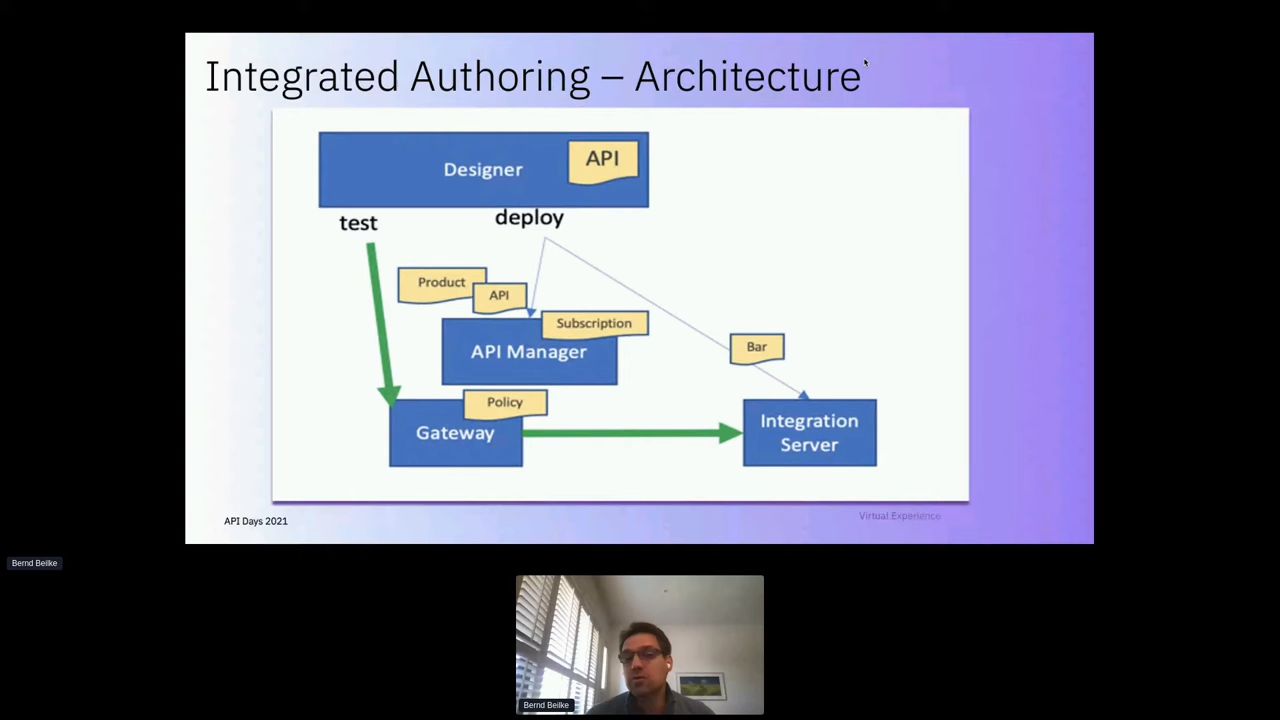 Integrated Authoring – Architecture
Designer
API
test
deploy
Product
API
Subscription
API Manager
Bar
Policy
Gateway
Integration
Server
API Days 2021
Virtual Experience
Bernd Beilke
Bernd Beilke